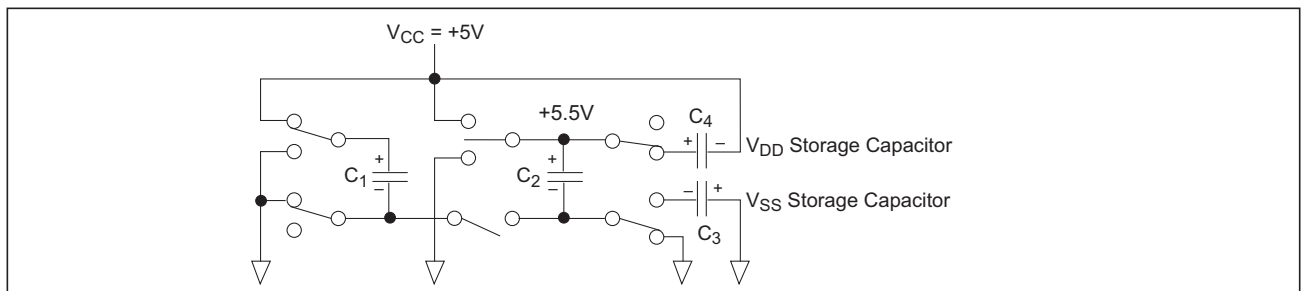 V_CC = +5V
+5.5V
C_4
+ –
V_DD Storage Capacitor
+
C_1
–
+
C_2
–
– +
V_SS Storage Capacitor
C_3